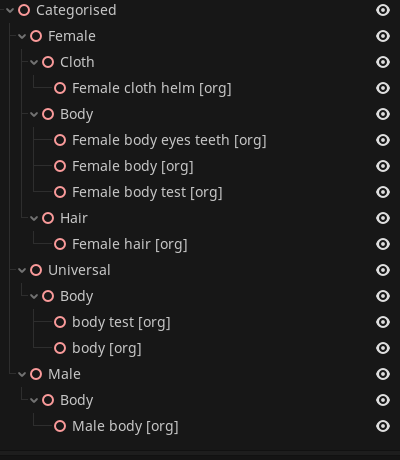 Categorised
Female
Cloth
Female cloth helm [org]
Body
Female body eyes teeth [org]
Female body [org]
Female body test [org]
Hair
Female hair [org]
Universal
Body
body test [org]
body [org]
Male
Body
Male body [org]